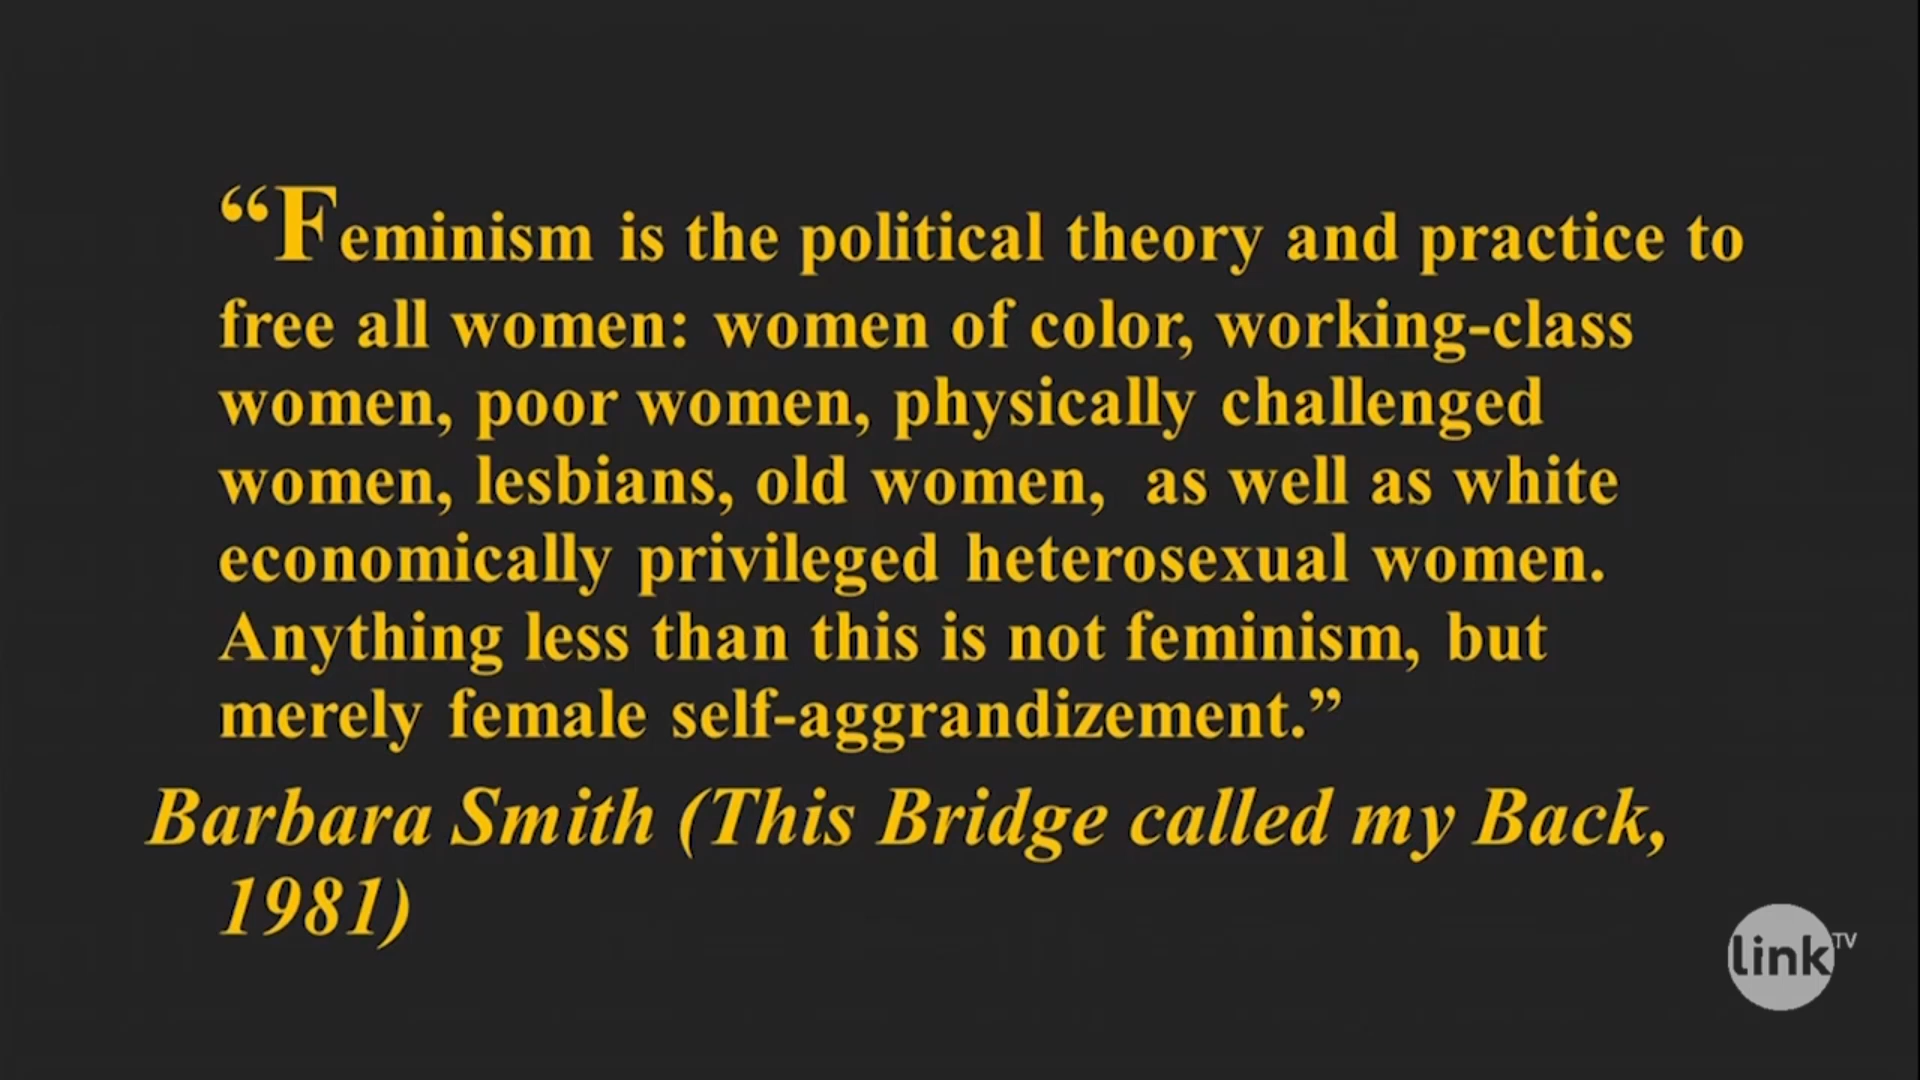 “Feminism is the political theory and practice to
free all women: women of color, working-class
women, poor women, physically challenged
women, lesbians, old women,  as well as white
economically privileged heterosexual women.
Anything less than this is not feminism, but
merely female self-aggrandizement.”
Barbara Smith (This Bridge called my Back,
1981)
link TV